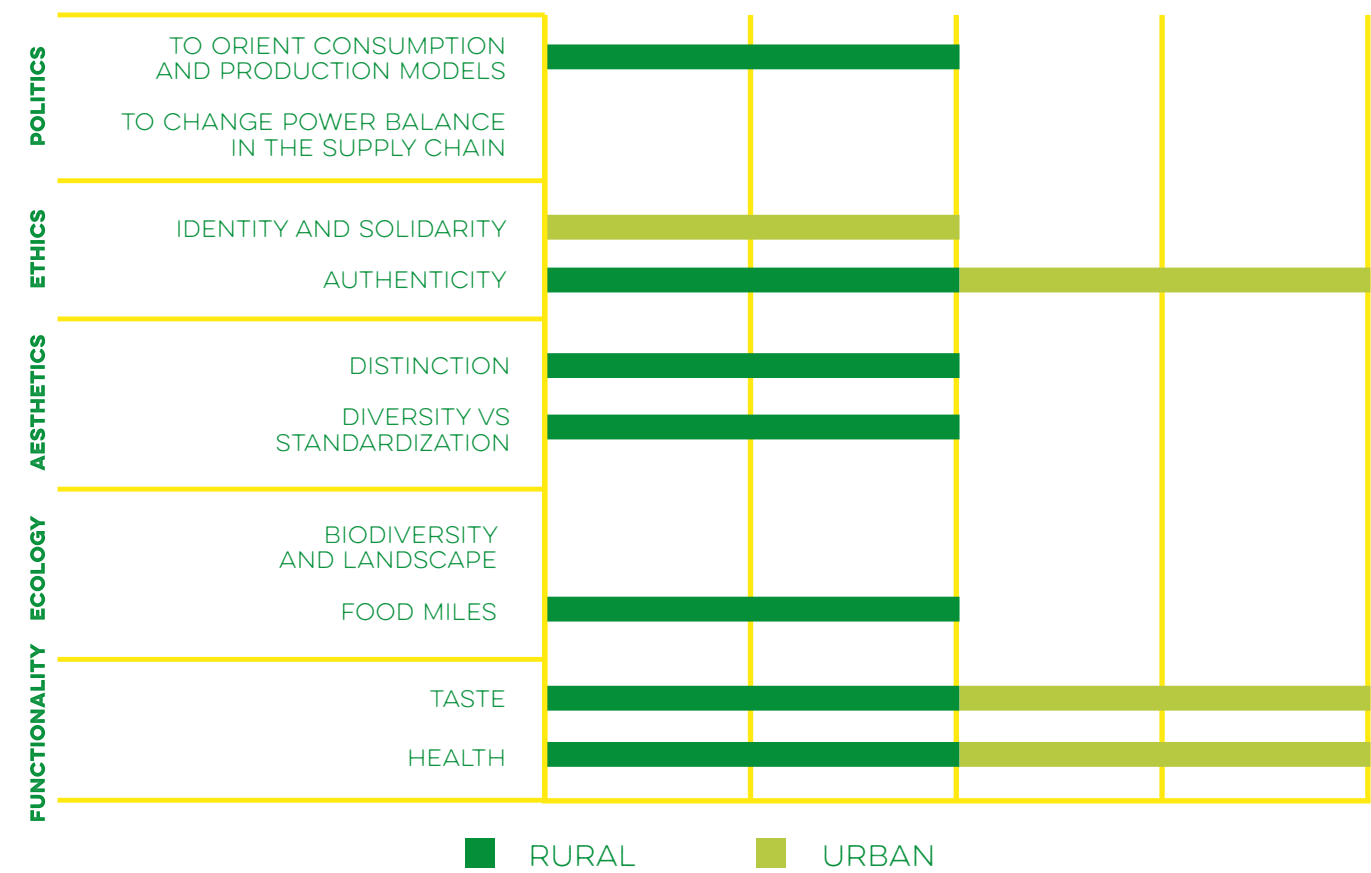 POLITICS
TO ORIENT CONSUMPTION
AND PRODUCTION MODELS
TO CHANGE POWER BALANCE
IN THE SUPPLY CHAIN
ETHICS
IDENTITY AND SOLIDARITY
AUTHENTICITY
AESTHETICS
DISTINCTION
DIVERSITY VS
STANDARDIZATION
ECOLOGY
BIODIVERSITY
AND LANDSCAPE
FOOD MILES
FUNCTIONALITY
TASTE
HEALTH
RURAL
URBAN